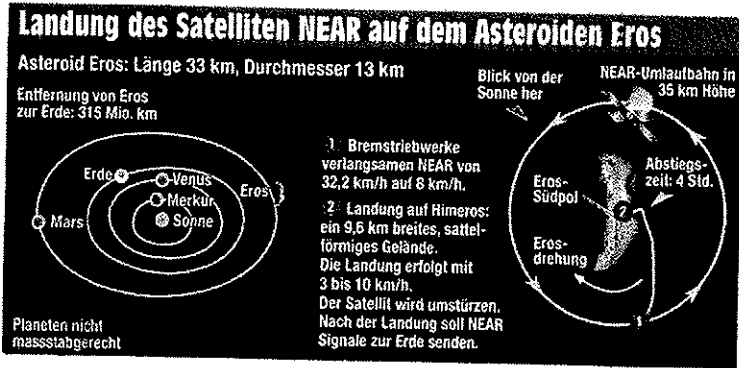 Landung des Satelliten NEAR auf dem Asteroiden Eros
Asteroid Eros: Länge 33 km, Durchmesser 13 km
Entfernung von Eros
zur Erde: 315 Mio. km
Erde
Venus
Merkur
Sonne
Mars
Eros
Planeten nicht
massstabgerecht
1 Bremstriebwerke
verlangsamen NEAR von
32,2 km/h auf 8 km/h.
2 Landung auf Himeros:
ein 9,6 km breites, sattel-
förmiges Gelände.
Die Landung erfolgt mit
3 bis 10 km/h.
Der Satellit wird umstürzen.
Nach der Landung soll NEAR
Signale zur Erde senden.
Blick von der
Sonne her
NEAR-Umlaufbahn in
35 km Höhe
Abstiegs-
zeit: 4 Std.
Eros-
Südpol
2
Eros-
drehung
1